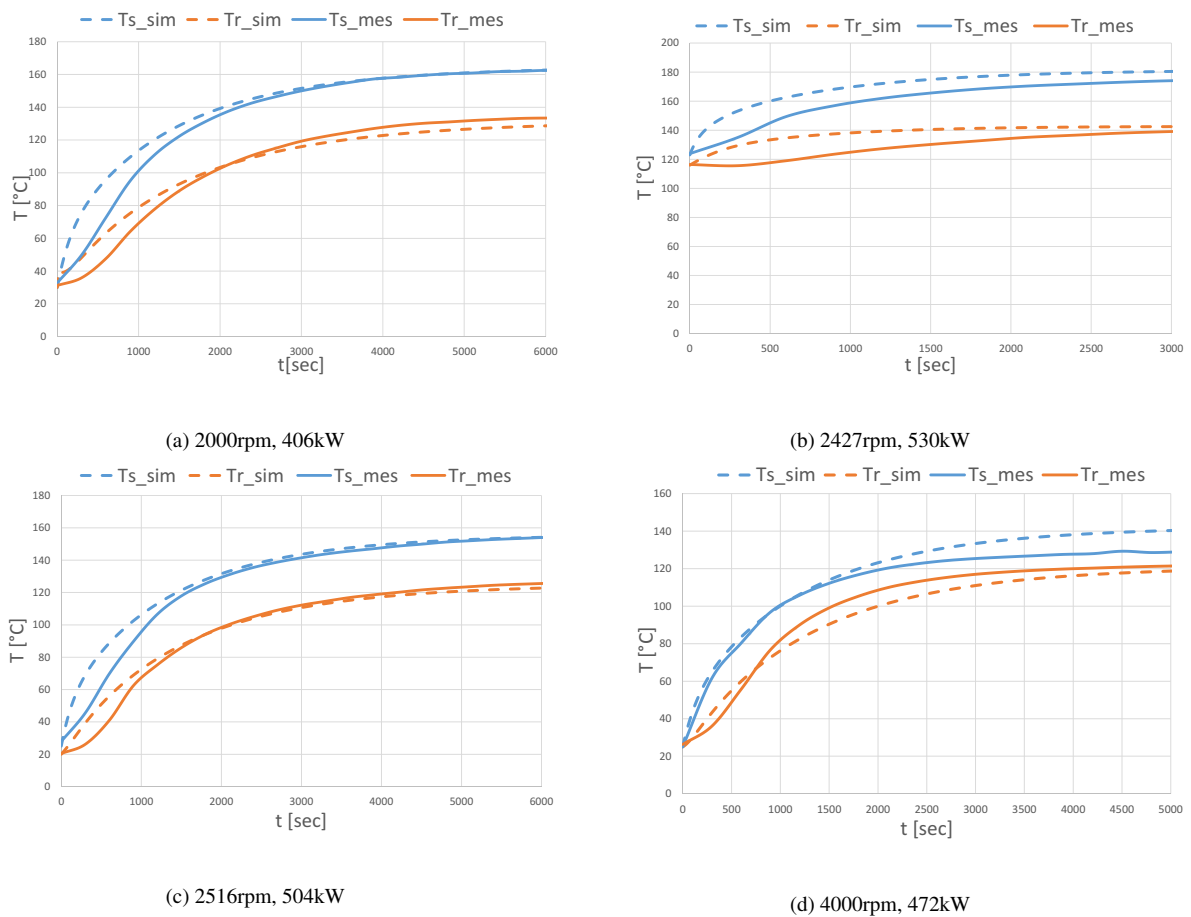 Ts_sim Tr_sim Ts_mes Tr_mes
180
160
140
120
100
80
60
40
20
0
T [°C]
0 1000 2000 3000 4000 5000 6000
t[sec]
(a) 2000rpm, 406kW
Ts_sim Tr_sim Ts_mes Tr_mes
200
180
160
140
120
100
80
60
40
20
0
T [°C]
0 500 1000 1500 2000 2500 3000
t [sec]
(b) 2427rpm, 530kW
Ts_sim Tr_sim Ts_mes Tr_mes
180
160
140
120
100
80
60
40
20
0
T [°C]
0 1000 2000 3000 4000 5000 6000
t [sec]
(c) 2516rpm, 504kW
Ts_sim Tr_sim Ts_mes Tr_mes
160
140
120
100
80
60
40
20
0
T [°C]
0 500 1000 1500 2000 2500 3000 3500 4000 4500 5000
t [sec]
(d) 4000rpm, 472kW